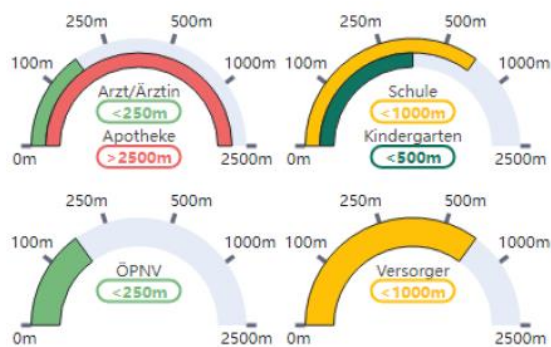 250m 500m
100m 1000m
Arzt/Ärztin
<250m
Apotheke
>2500m
0m 2500m
250m 500m
100m 1000m
Schule
<1000m
Kindergarten
<500m
0m 2500m
250m 500m
100m 1000m
ÖPNV
<250m
0m 2500m
250m 500m
100m 1000m
Versorger
<1000m
0m 2500m